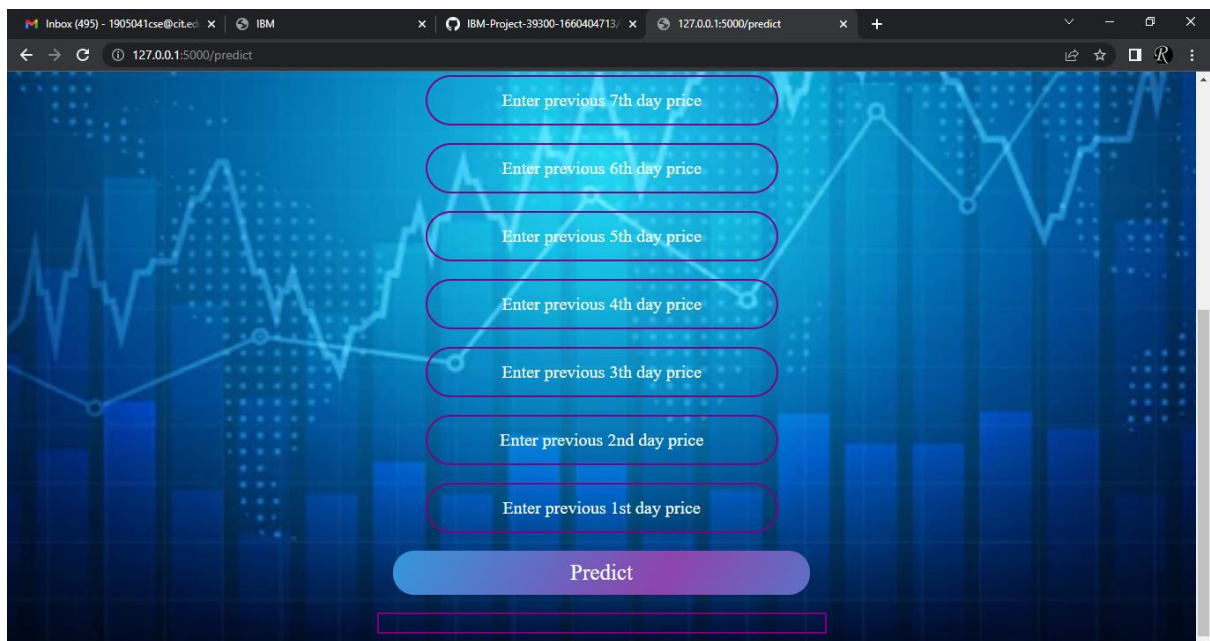 Inbox (495) - 1905041cse@cit.ed
IBM
IBM-Project-39300-1660404713/
127.0.0.1:5000/predict
127.0.0.1:5000/predict
Enter previous 7th day price
Enter previous 6th day price
Enter previous 5th day price
Enter previous 4th day price
Enter previous 3th day price
Enter previous 2nd day price
Enter previous 1st day price
Predict